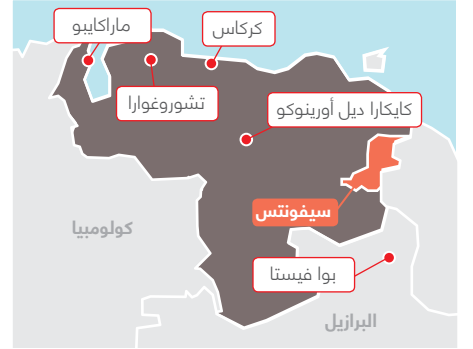 ماراكايبو
كركاس
تشوروغوارا
كايكارا ديل أورينوكو
سيفونتس
كولومبيا
بوا فيستا
البرازيل